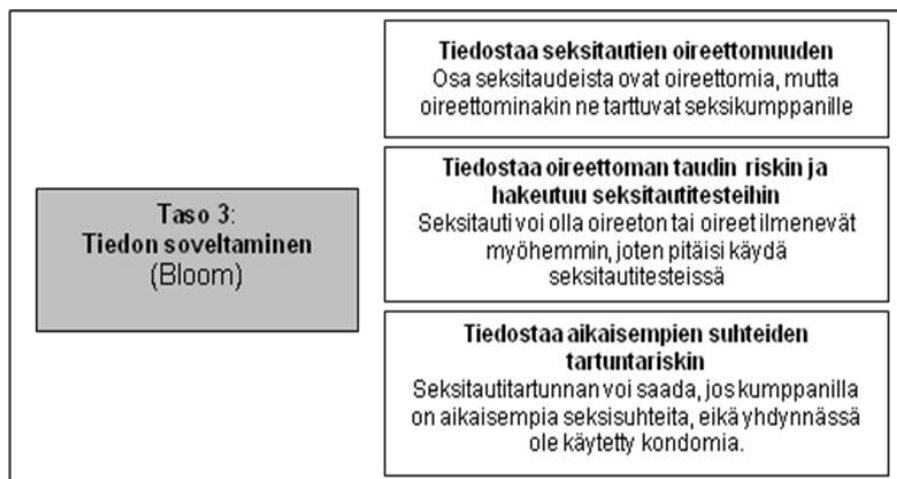 Tiedostaa seksitautien oireettomuuden
Osa seksitaudeista ovat oireettomia, mutta
oireettominakin ne tarttuvat seksikumppanille
Taso 3:
Tiedon soveltaminen
(Bloom)
Tiedostaa oireettoman taudin riskin ja
hakeutuu seksitautitesteihin
Seksitauti voi olla oireeton tai oireet ilmenevät
myöhemmin, joten pitäisi käydä
seksitautitesteissä
Tiedostaa aikaisempien suhteiden
tartuntariskin
Seksitautitartunnan voi saada, jos kumppanilla
on aikaisempia seksisuhteita, eikä yhdynnässä
ole käytetty kondomia.